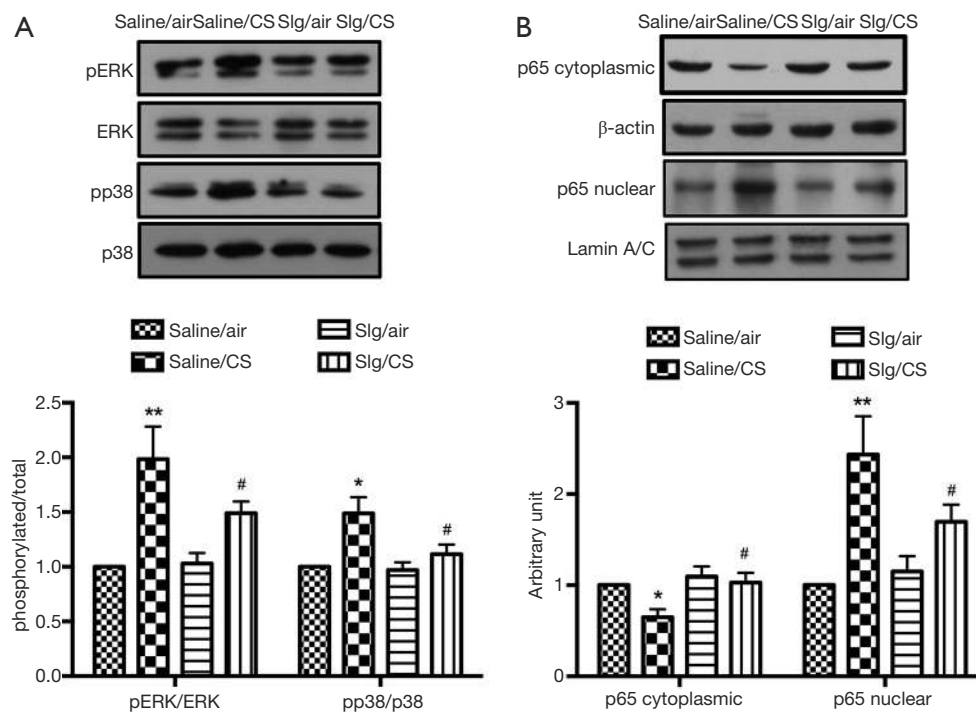 A
Saline/air Saline/CS Slg/air Slg/CS
pERK
ERK
pp38
p38
Saline/air
Slg/air
Saline/CS
Slg/CS
phosphorylated/total
2.5
2.0
1.5
1.0
0.5
0.0
**
#
*
#
pERK/ERK
pp38/p38
B
Saline/air Saline/CS Slg/air Slg/CS
p65 cytoplasmic
β-actin
p65 nuclear
Lamin A/C
Saline/air
Slg/air
Saline/CS
Slg/CS
Arbitrary unit
3
2
1
0
*
#
**
#
p65 cytoplasmic
p65 nuclear